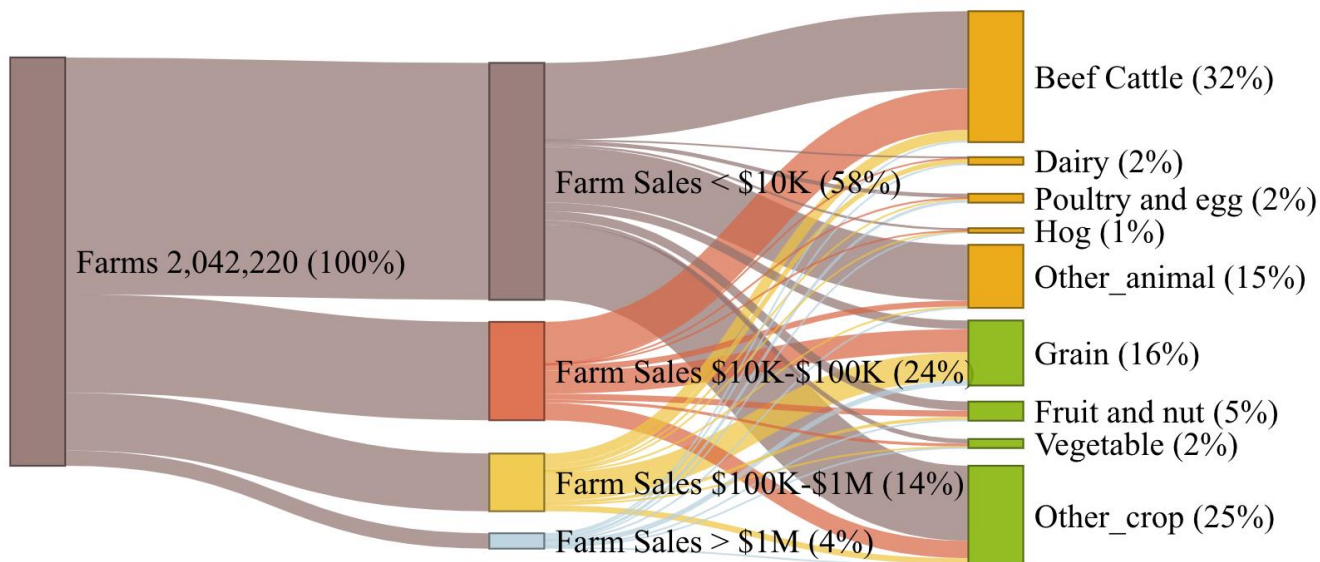 Farms 2,042,220 (100%)
Farm Sales < $10K (58%)
Farm Sales $10K-$100K (24%)
Farm Sales $100K-$1M (14%)
Farm Sales > $1M (4%)
Beef Cattle (32%)
Dairy (2%)
Poultry and egg (2%)
Hog (1%)
Other_animal (15%)
Grain (16%)
Fruit and nut (5%)
Vegetable (2%)
Other_crop (25%)